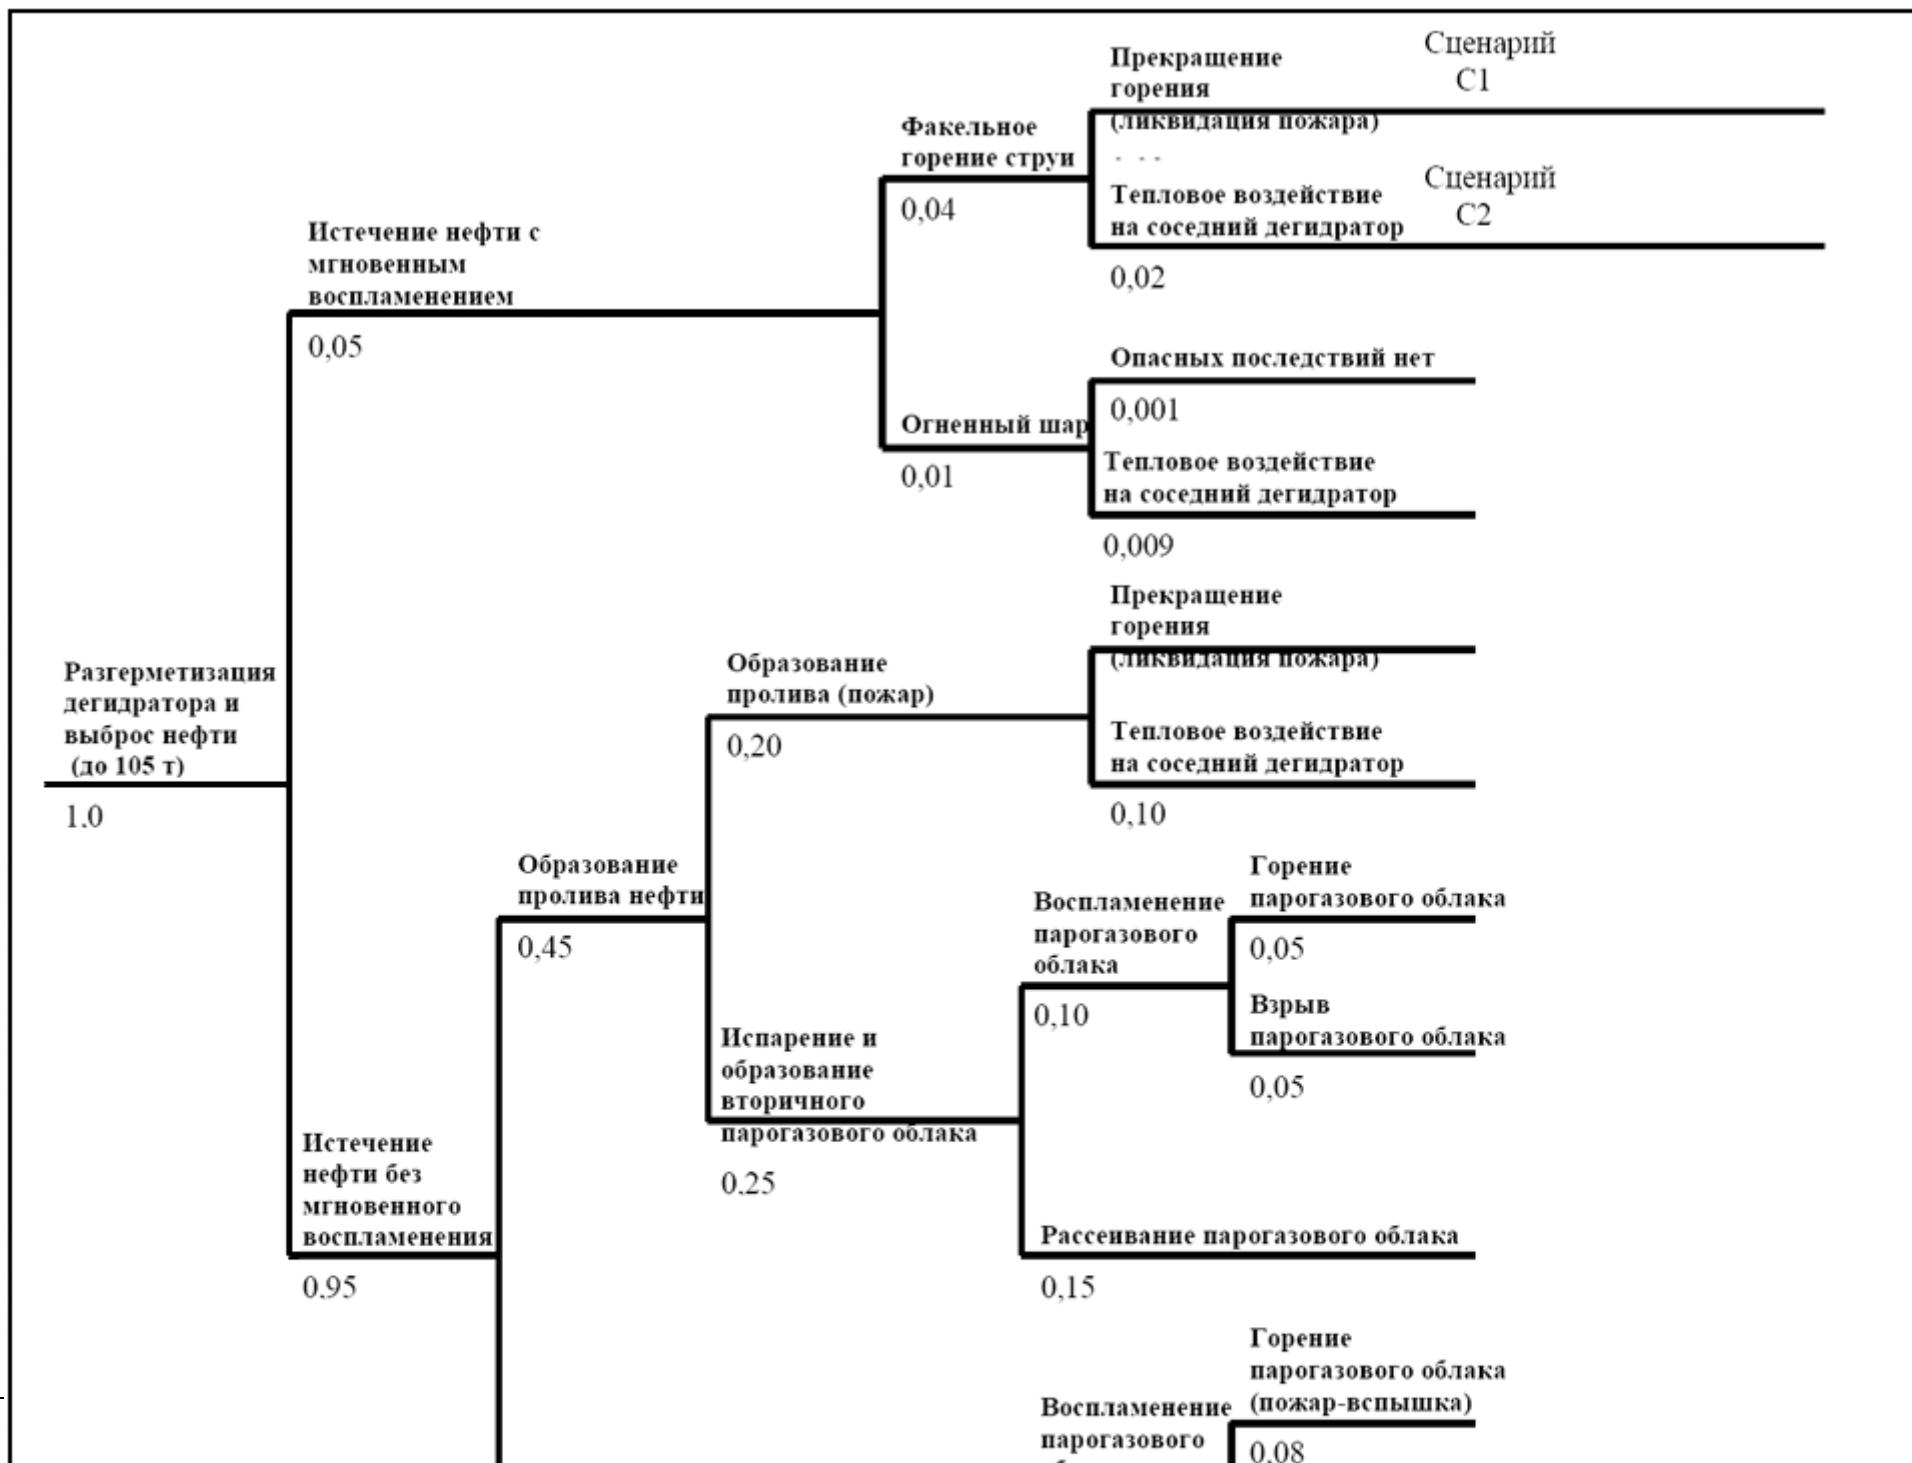 Прекращение
горения
(ликвидация пожара)
Сценарий
С1
Факельное
горение струи
0,04
Тепловое воздействие
на соседний дегидратор
Сценарий
С2
0,02
Истечение нефти с
мгновенным
воспламенением
0,05
Опасных последствий нет
0,001
Огненный шар
0,01
Тепловое воздействие
на соседний дегидратор
0,009
Прекращение
горения
(ликвидация пожара)
Разгерметизация
дегидратора и
выброс нефти
(до 105 т)
1.0
Образование
пролива (пожар)
0,20
Тепловое воздействие
на соседний дегидратор
0,10
Образование
пролива нефти
0,45
Воспламенение
парогазового
облака
0,10
Горение
парогазового облака
0,05
Взрыв
парогазового облака
0,05
Испарение и
образование
вторичного
парогазового облака
0.25
Истечение
нефти без
мгновенного
воспламенения
0.95
Рассеивание парогазового облака
0,15
Горение
парогазового облака
(пожар-вспышка)
0.08
Воспламенение
парогазового